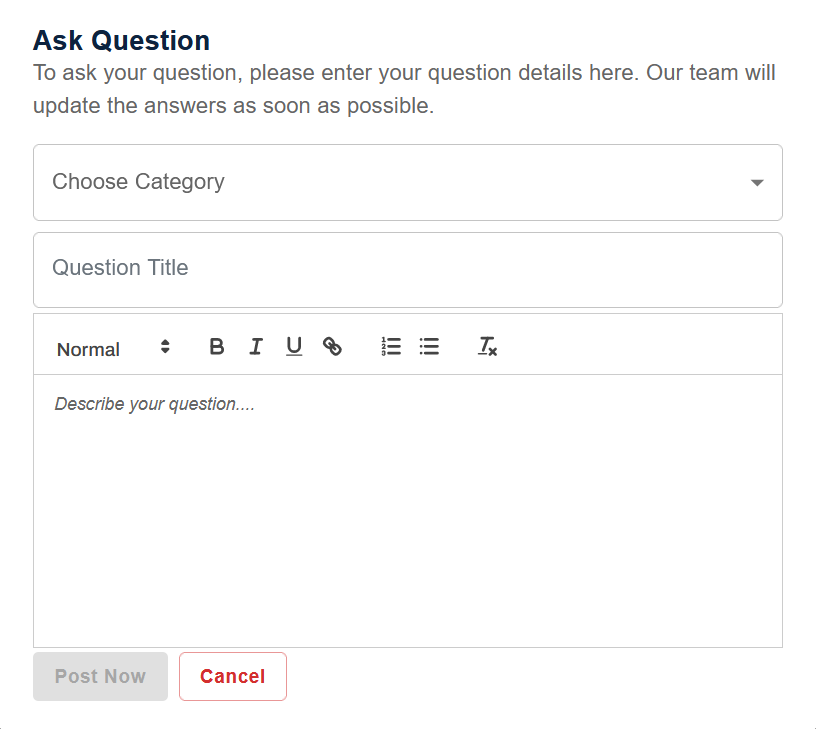 Ask Question
To ask your question, please enter your question details here. Our team will
update the answers as soon as possible.
Choose Category
Question Title
Normal
Describe your question....
Post Now Cancel